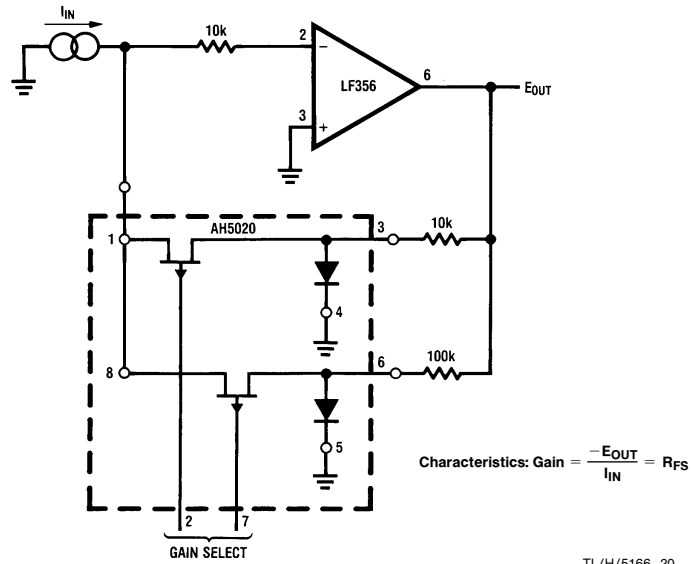 I_IN
10k
2
−
LF356
6
E_OUT
3
+
AH5020
1
3
10k
4
8
6
100k
5
Characteristics: Gain = −E_OUT / I_IN = R_FS
2
7
GAIN SELECT
TL/H/5166–20